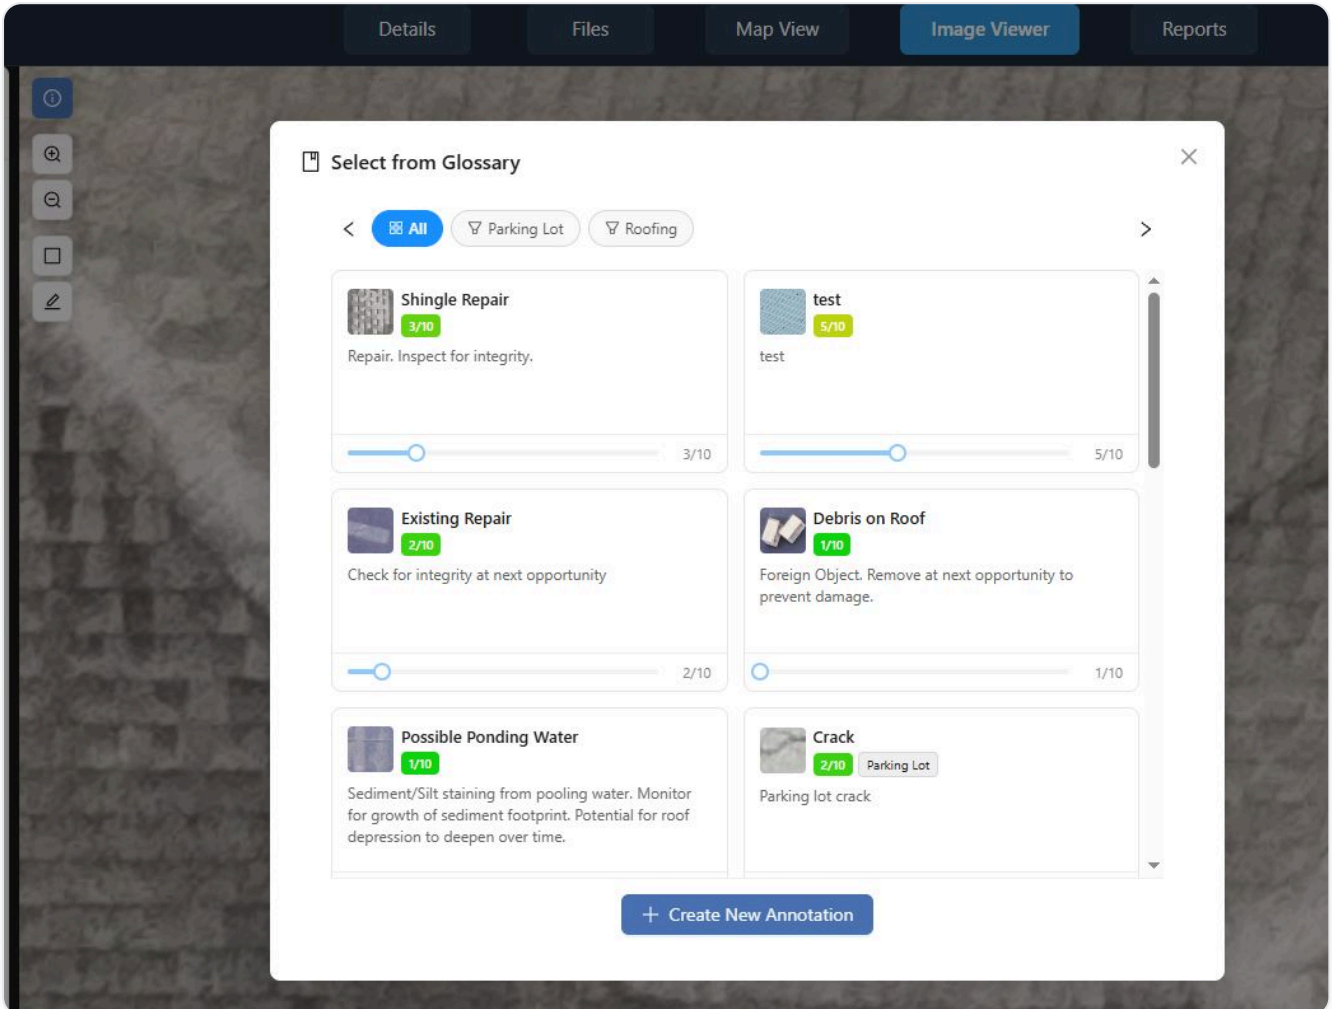 Details
Files
Map View
Image Viewer
Reports
Select from Glossary
All
Parking Lot
Roofing
Shingle Repair
3/10
Repair. Inspect for integrity.
3/10
test
5/10
test
5/10
Existing Repair
2/10
Check for integrity at next opportunity
2/10
Debris on Roof
1/10
Foreign Object. Remove at next opportunity to
prevent damage.
1/10
Possible Ponding Water
1/10
Sediment/Silt staining from pooling water. Monitor
for growth of sediment footprint. Potential for roof
depression to deepen over time.
Crack
2/10 Parking Lot
Parking lot crack
Create New Annotation